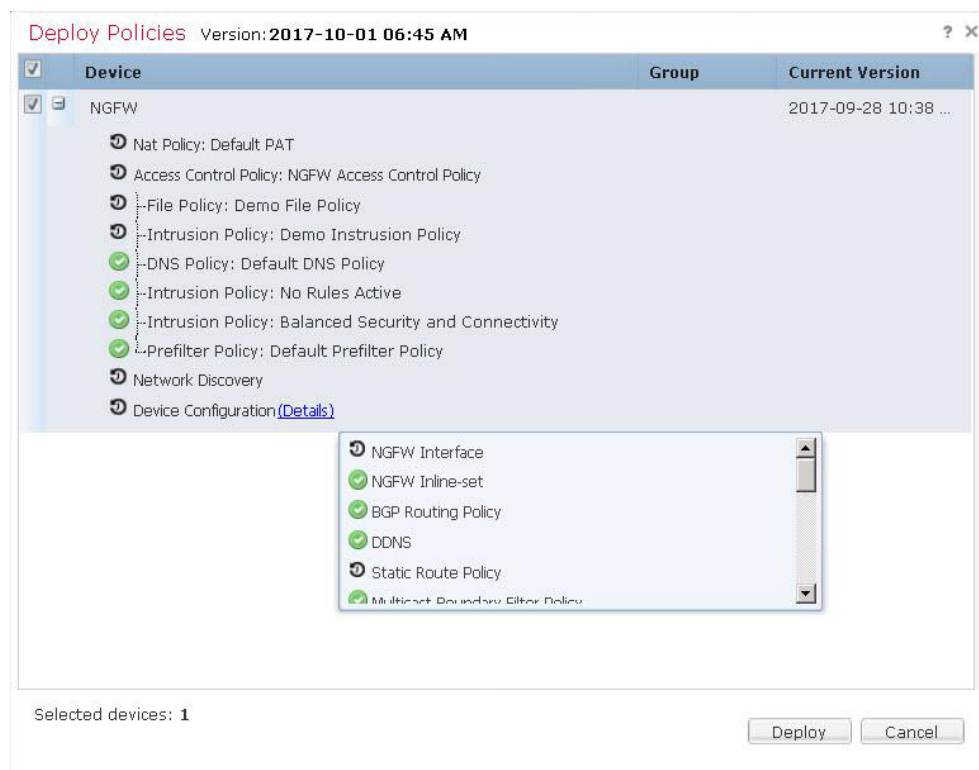 Deploy Policies Version:2017-10-01 06:45 AM ? X
Device Group Current Version
NGFW 2017-09-28 10:38 ...
Nat Policy: Default PAT
Access Control Policy: NGFW Access Control Policy
File Policy: Demo File Policy
Intrusion Policy: Demo Instrusion Policy
DNS Policy: Default DNS Policy
Intrusion Policy: No Rules Active
Intrusion Policy: Balanced Security and Connectivity
Prefilter Policy: Default Prefilter Policy
Network Discovery
Device Configuration (Details)
NGFW Interface
NGFW Inline-set
BGP Routing Policy
DDNS
Static Route Policy
Multicast Boundary Filter Policy
Selected devices: 1
Deploy Cancel